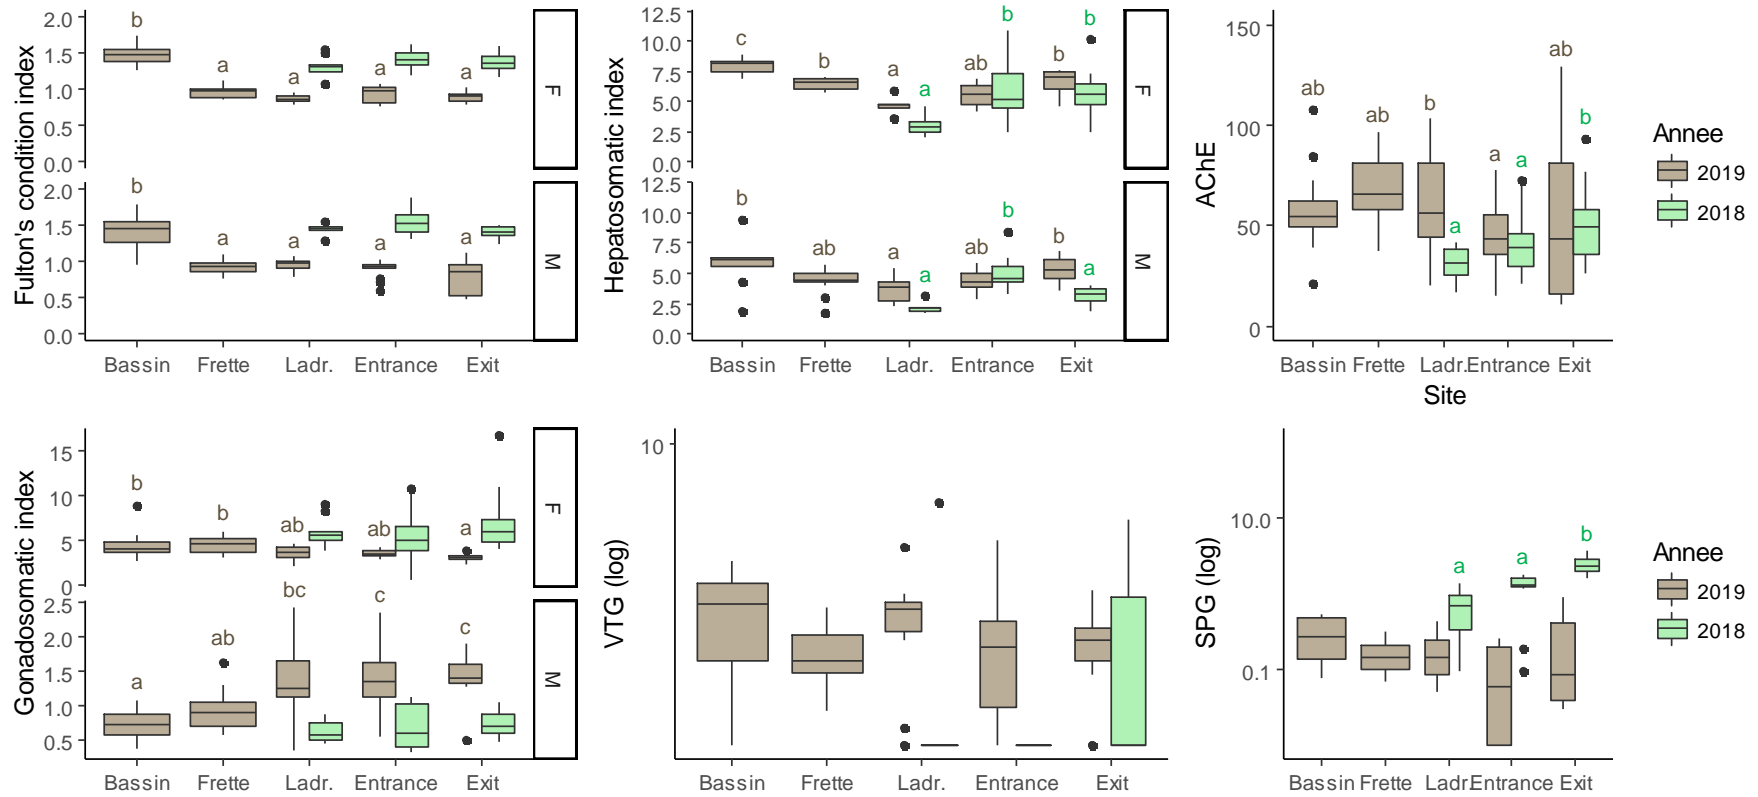 Fulton's condition index
2.0
1.5
1.0
0.5
0.0
b
a
a
a
a
F
2.0
1.5
1.0
0.5
0.0
b
a
a
a
a
M
Bassin Frette Ladr. Entrance Exit
Hepatosomatic index
12.5
10.0
7.5
5.0
2.5
0.0
c
b
a
a
ab
b
b
b
F
12.5
10.0
7.5
5.0
2.5
0.0
b
ab
a
a
ab
b
b
a
M
Bassin Frette Ladr. Entrance Exit
AChE
150
100
50
0
ab
ab
b
a
a
a
ab
b
Bassin Frette Ladr. Entrance Exit
Site
Annee
2019
2018
Gonadosomatic index
15
10
5
0
b
b
ab
ab
a
F
2.5
2.0
1.5
1.0
0.5
a
ab
bc
c
c
M
Bassin Frette Ladr. Entrance Exit
VTG (log)
10
Bassin Frette Ladr. Entrance Exit
SPG (log)
10.0
0.1
a
a
b
Bassin Frette Ladr. Entrance Exit
Annee
2019
2018